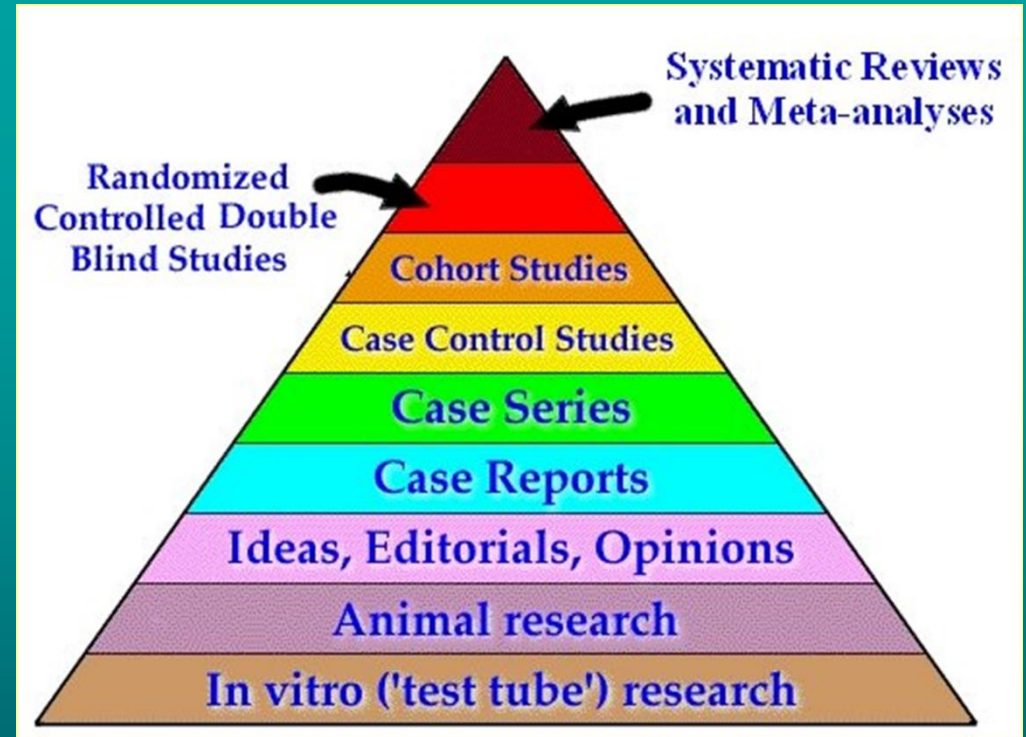 Systematic Reviews
and Meta-analyses
Randomized
Controlled Double
Blind Studies
Cohort Studies
Case Control Studies
Case Series
Case Reports
Ideas, Editorials, Opinions
Animal research
In vitro ('test tube') research